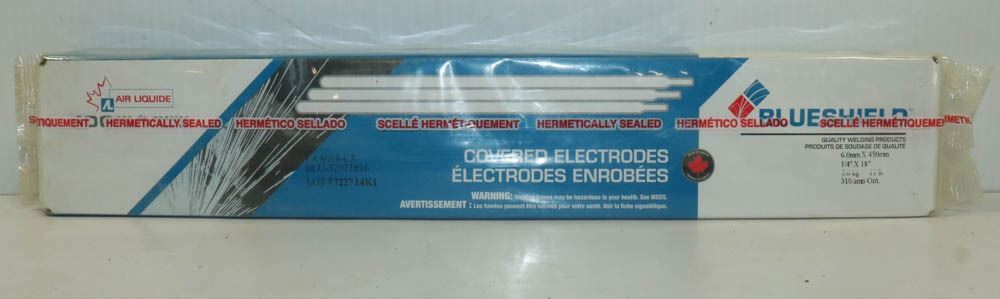 AIR LIQUIDE
HERMETICALLY SEALED HERMÉTICO SELLADO SCELLÉ HERMÉTIQUEMENT HERMETICALLY SEALED HERMÉTICO SELLADO SCELLÉ
BLUESHIELD
QUALITY WELDING PRODUCTS
PRODUITS DE SOUDAGE DE QUALITÉ
6.0mm X 450mm
1/4" X 18"
310 amp Opt.
LOT
COVERED ELECTRODES
ÉLECTRODES ENROBÉES
WARNING: fumes may be hazardous to your health. See MSDS.
AVERTISSEMENT : Les fumées peuvent être nocives pour votre santé. Voir la fiche signalétique.